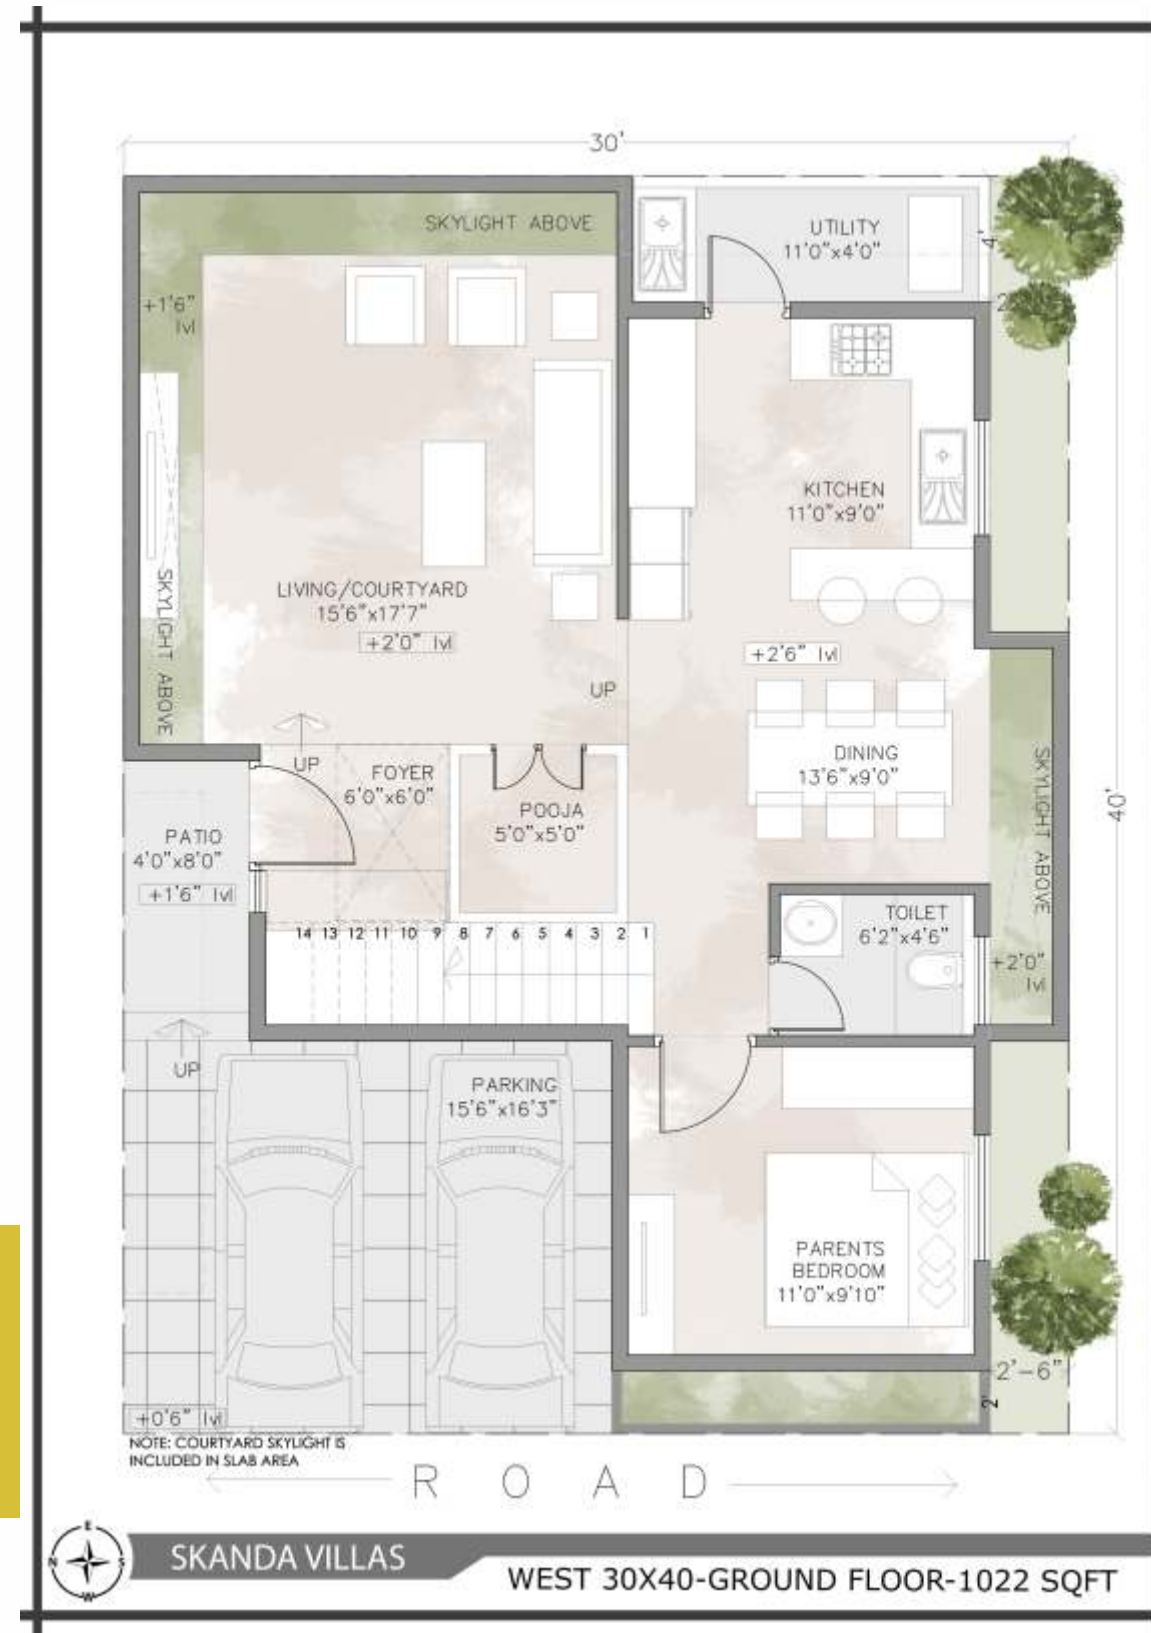 30'
SKYLIGHT ABOVE
UTILITY
11'0"x4'0"
4'
+1'6"
lvl
KITCHEN
11'0"x9'0"
LIVING/COURTYARD
15'6"x17'7"
+2'0" lvl
SKYLIGHT ABOVE
+2'6" lvl
UP
UP
FOYER
6'0"x6'0"
POOJA
5'0"x5'0"
DINING
13'6"x9'0"
SKYLIGHT ABOVE
40'
PATIO
4'0"x8'0"
+1'6" lvl
TOILET
6'2"x4'6"
+2'0"
lvl
14 13 12 11 10 9 8 7 6 5 4 3 2 1
UP
PARKING
15'6"x16'3"
PARENTS
BEDROOM
11'0"x9'10"
2'-6"
2'
+0'6" lvl
NOTE: COURTYARD SKYLIGHT IS
INCLUDED IN SLAB AREA
ROAD
E
N S
W
SKANDA VILLAS
WEST 30X40-GROUND FLOOR-1022 SQFT